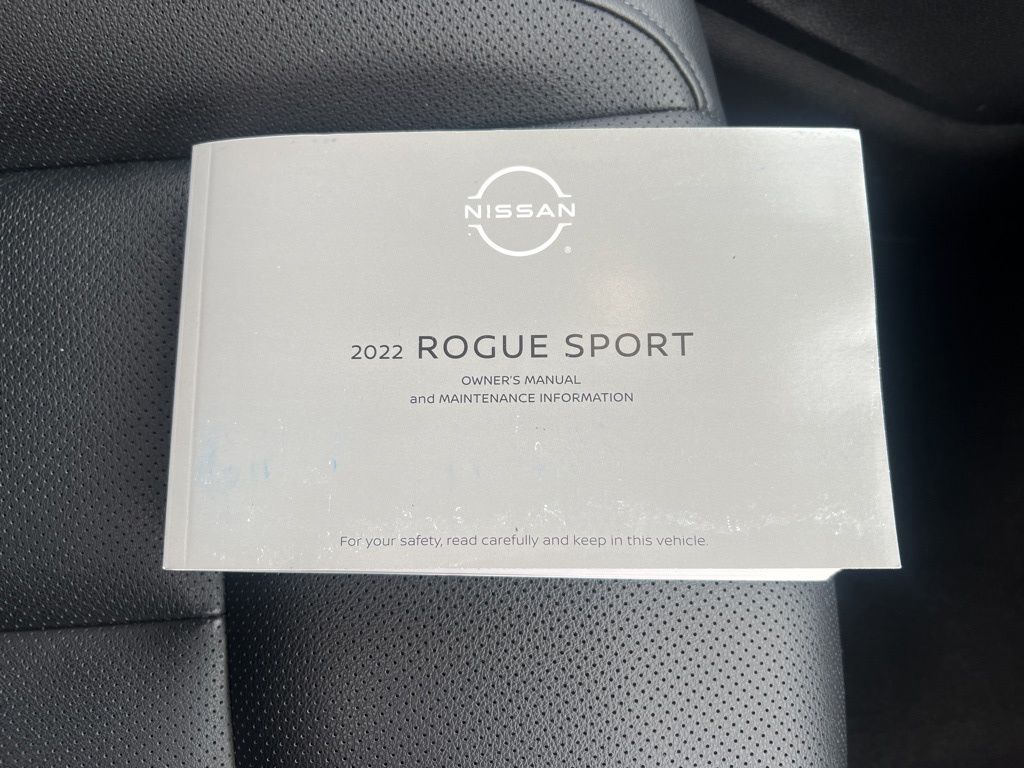 NISSAN
2022 ROGUE SPORT
OWNER'S MANUAL
and MAINTENANCE INFORMATION
For your safety, read carefully and keep in this vehicle.